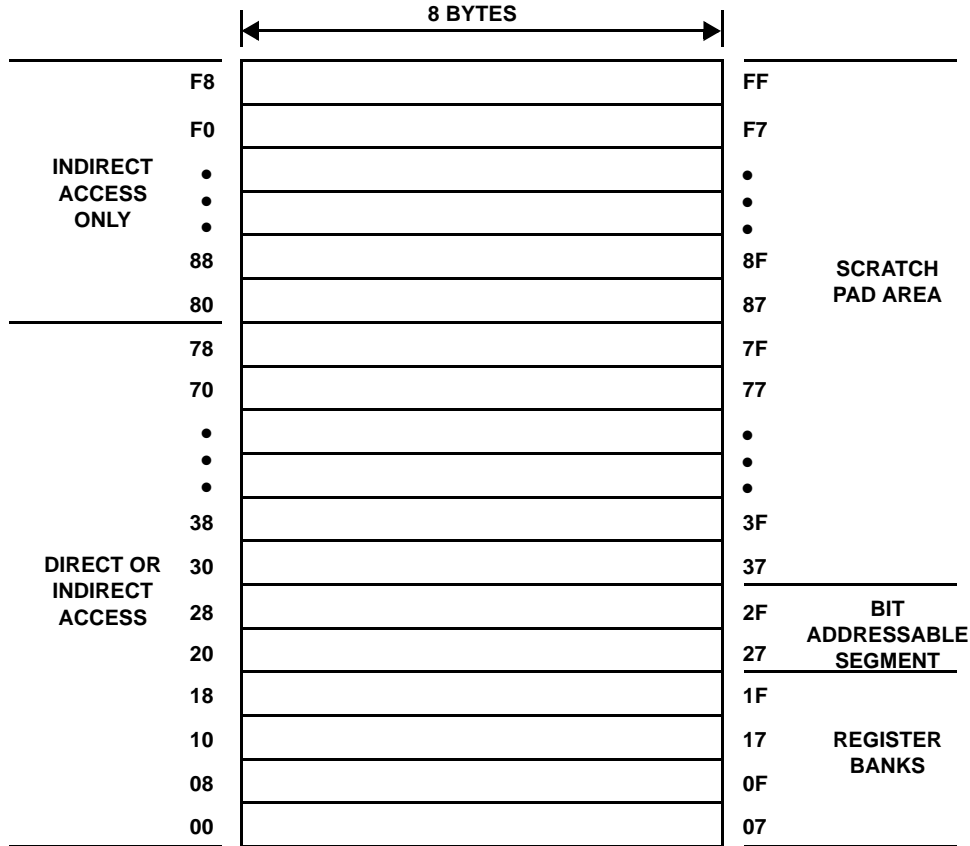 8 BYTES
F8 FF
F0 F7
INDIRECT
ACCESS
ONLY
88 8F
80 87
SCRATCH
PAD AREA
78 7F
70 77
38 3F
30 37
DIRECT OR
INDIRECT
ACCESS
28 2F
20 27
BIT
ADDRESSABLE
SEGMENT
18 1F
10 17
08 0F
00 07
REGISTER
BANKS